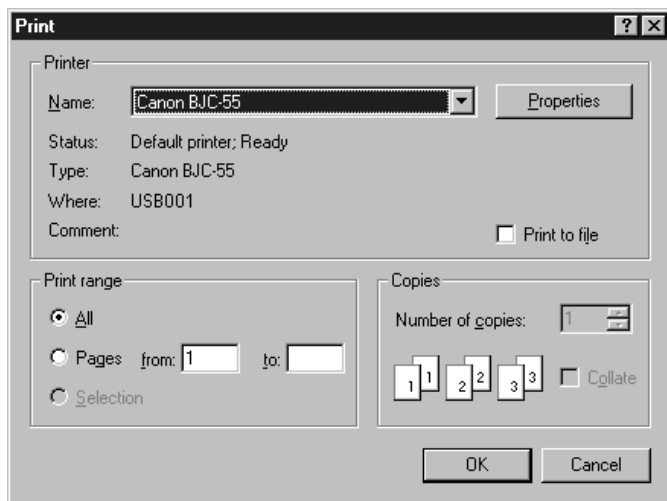 Print
Printer
Name: Canon BJC-55 Properties
Status: Default printer; Ready
Type: Canon BJC-55
Where: USB001
Comment: Print to file
Print range
All
Pages from: 1 to:
Selection
Copies
Number of copies: 1
1 1 2 2 3 3 Collate
OK Cancel